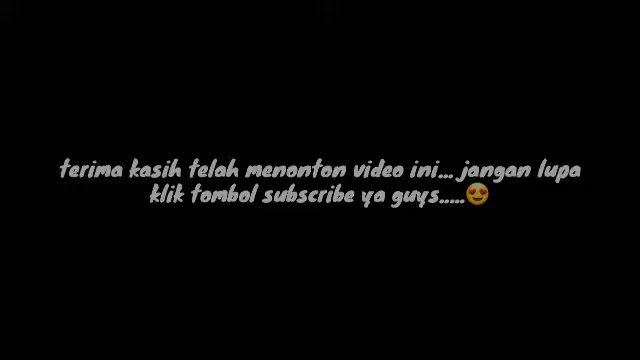 terima kasih telah menonton video ini... jangan lupa
klik tombol subscribe ya guys.....😍